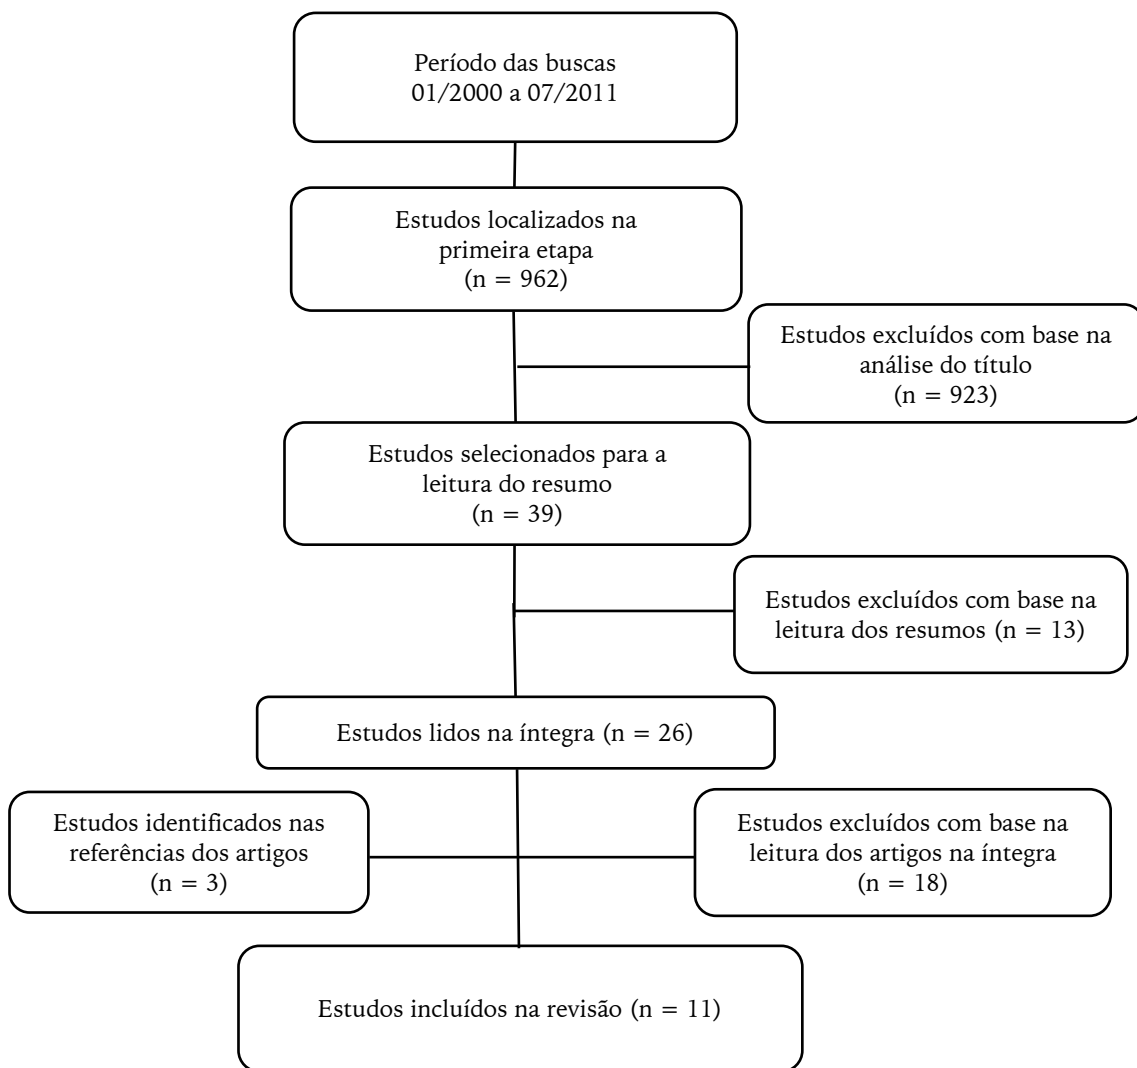 Período das buscas
01/2000 a 07/2011
Estudos localizados na
primeira etapa
(n = 962)
Estudos excluídos com base na
análise do título
(n = 923)
Estudos selecionados para a
leitura do resumo
(n = 39)
Estudos excluídos com base na
leitura dos resumos (n = 13)
Estudos lidos na íntegra (n = 26)
Estudos identificados nas
referências dos artigos
(n = 3)
Estudos excluídos com base na
leitura dos artigos na íntegra
(n = 18)
Estudos incluídos na revisão (n = 11)